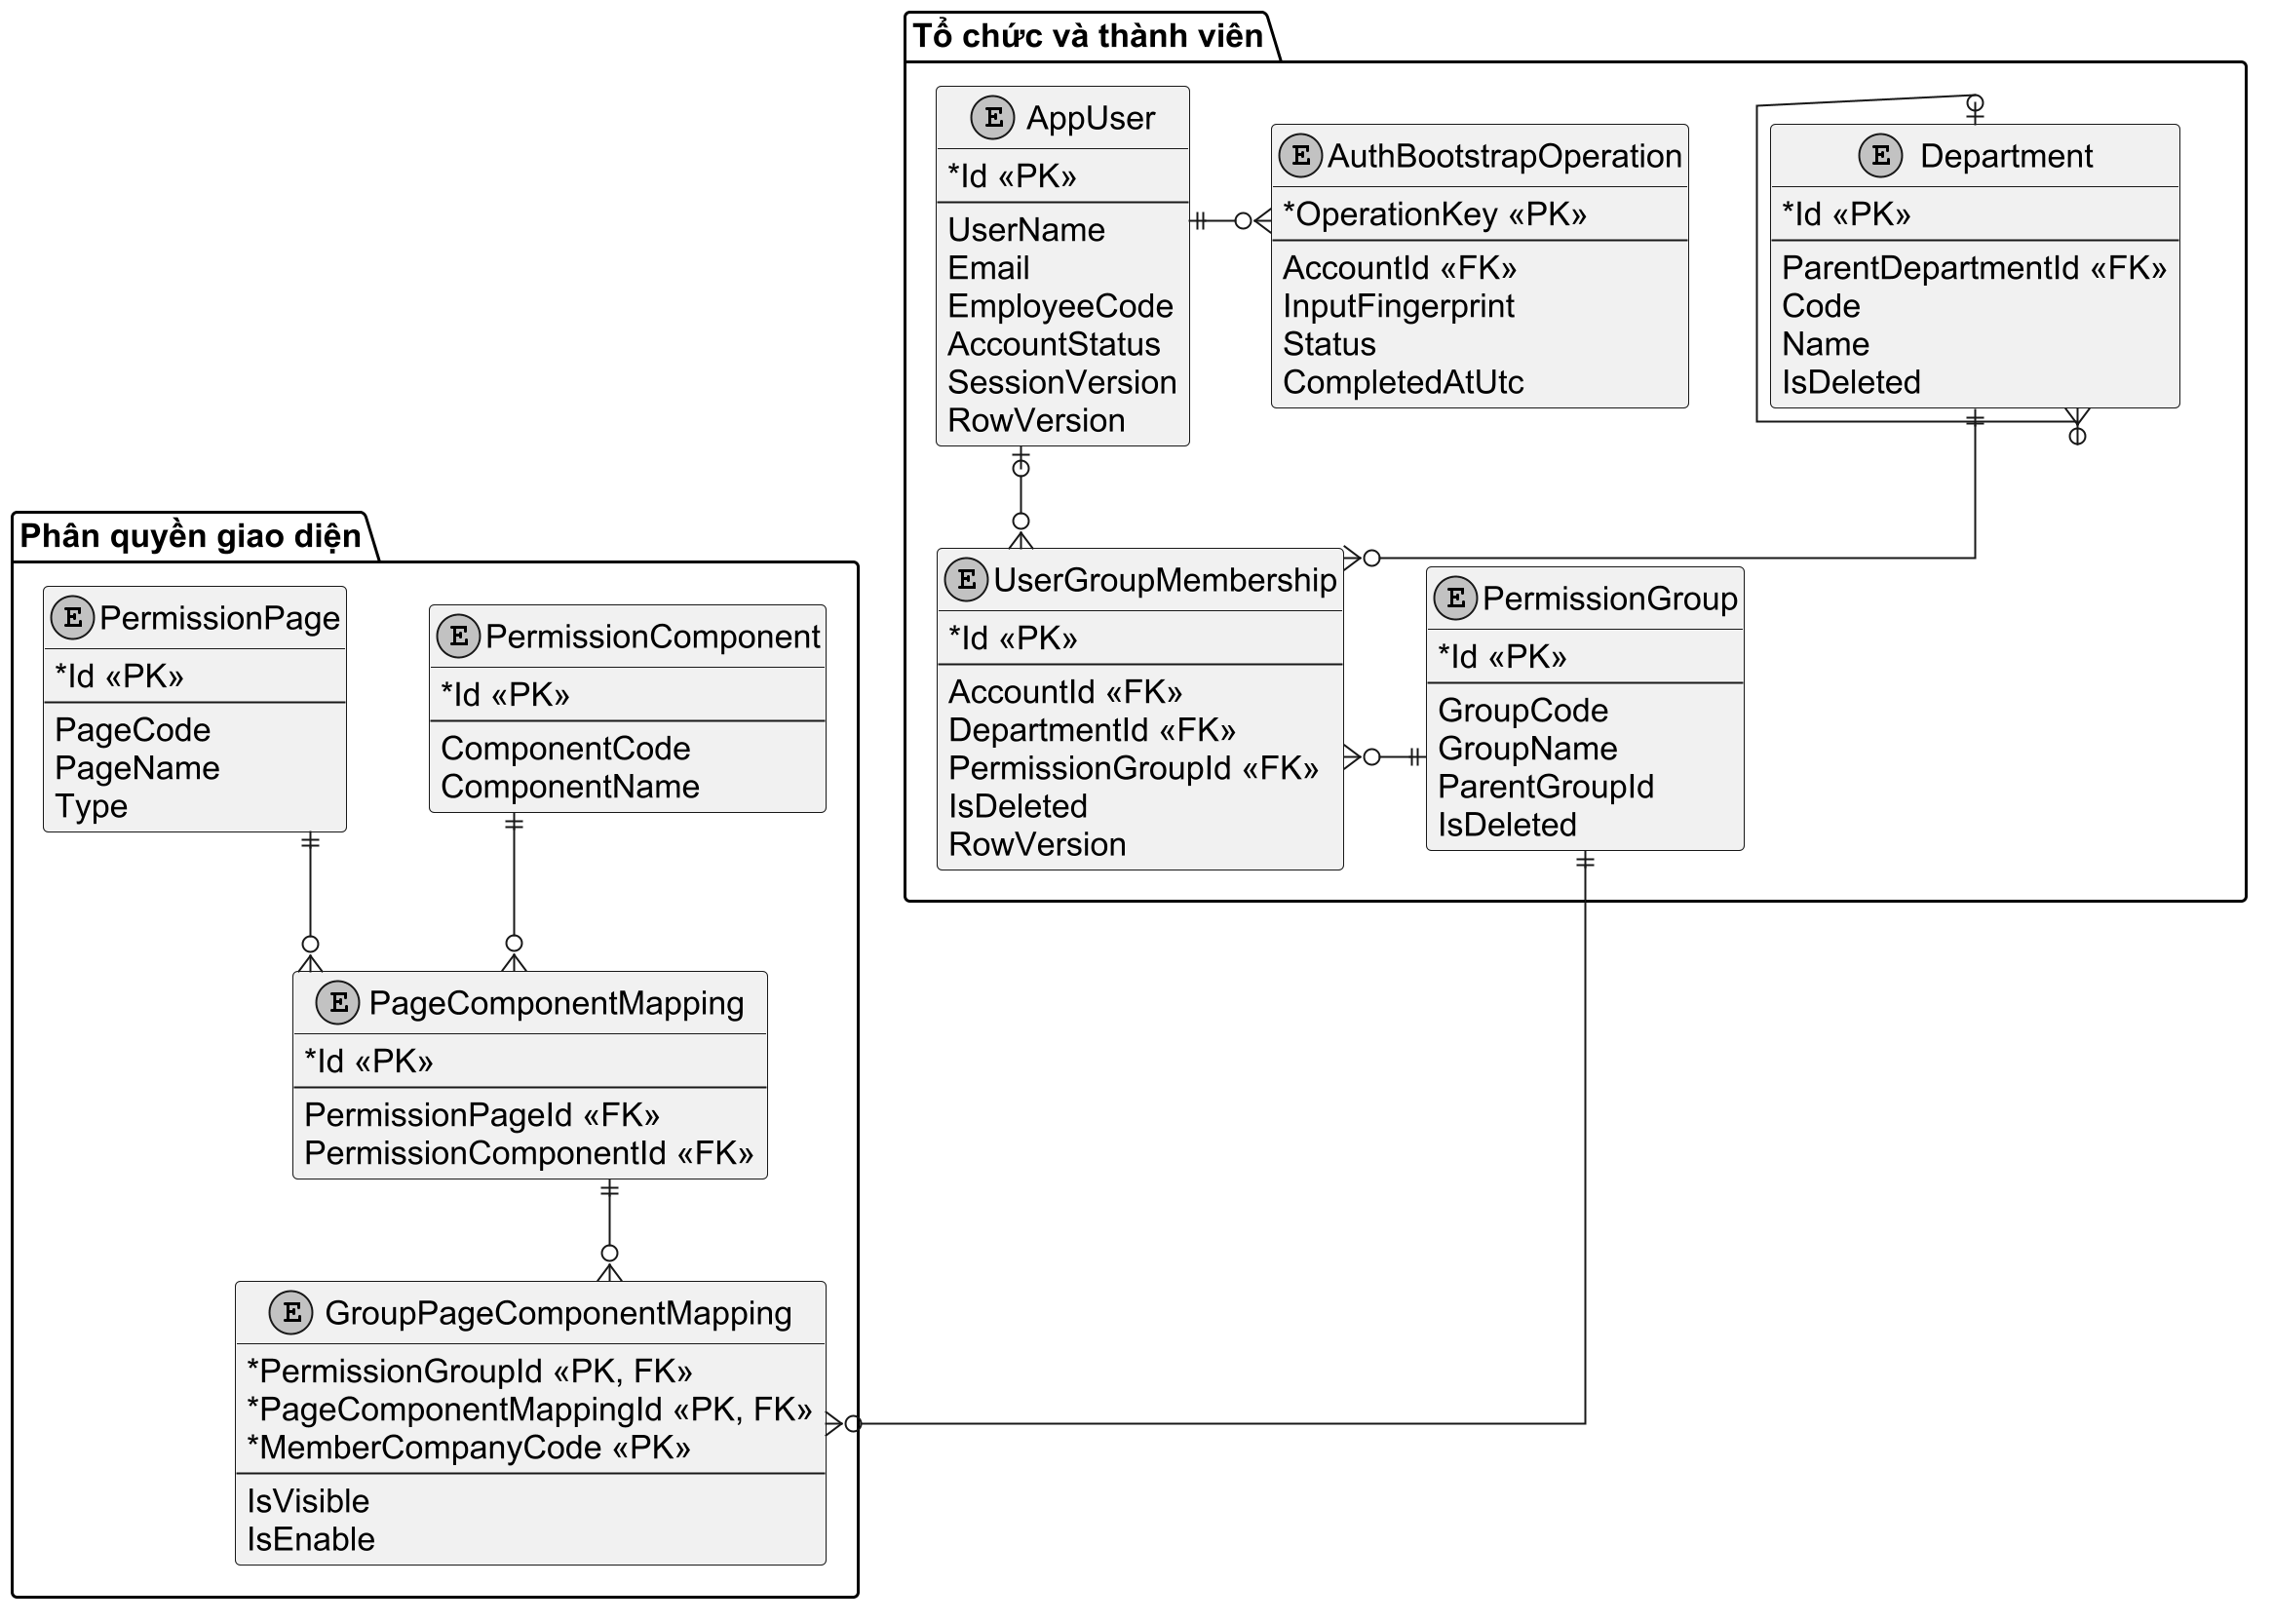 Tổ chức và thành viên
E AppUser
*Id «PK»
UserName
Email
EmployeeCode
AccountStatus
SessionVersion
RowVersion
E AuthBootstrapOperation
*OperationKey «PK»
AccountId «FK»
InputFingerprint
Status
CompletedAtUtc
E Department
*Id «PK»
ParentDepartmentId «FK»
Code
Name
IsDeleted
E UserGroupMembership
*Id «PK»
AccountId «FK»
DepartmentId «FK»
PermissionGroupId «FK»
IsDeleted
RowVersion
E PermissionGroup
*Id «PK»
GroupCode
GroupName
ParentGroupId
IsDeleted
Phân quyền giao diện
E PermissionPage
*Id «PK»
PageCode
PageName
Type
E PermissionComponent
*Id «PK»
ComponentCode
ComponentName
E PageComponentMapping
*Id «PK»
PermissionPageId «FK»
PermissionComponentId «FK»
E GroupPageComponentMapping
*PermissionGroupId «PK, FK»
*PageComponentMappingId «PK, FK»
*MemberCompanyCode «PK»
IsVisible
IsEnable